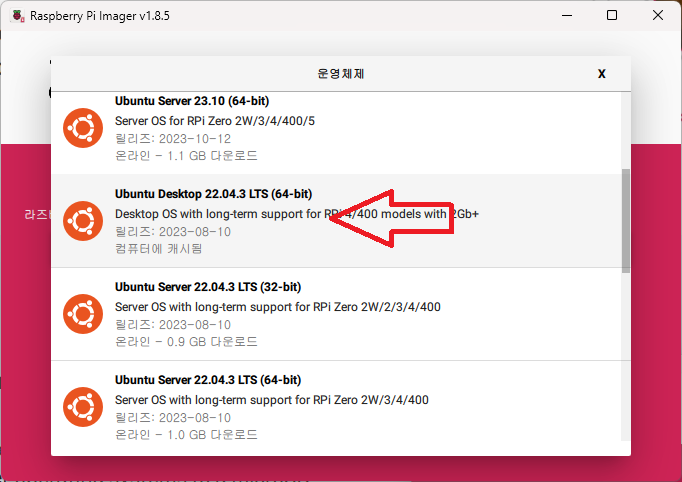 Raspberry Pi Imager v1.8.5
운영체제
X
Ubuntu Server 23.10 (64-bit)
Server OS for RPi Zero 2W/3/4/400/5
릴리즈: 2023-10-12
온라인 - 1.1 GB 다운로드
Ubuntu Desktop 22.04.3 LTS (64-bit)
Desktop OS with long-term support for RPi 4/400 models with 2Gb+
릴리즈: 2023-08-10
컴퓨터에 캐시됨
라즈
Ubuntu Server 22.04.3 LTS (32-bit)
Server OS with long-term support for RPi Zero 2W/2/3/4/400
릴리즈: 2023-08-10
온라인 - 0.9 GB 다운로드
Ubuntu Server 22.04.3 LTS (64-bit)
Server OS with long-term support for RPi Zero 2W/3/4/400
릴리즈: 2023-08-10
온라인 - 1.0 GB 다운로드